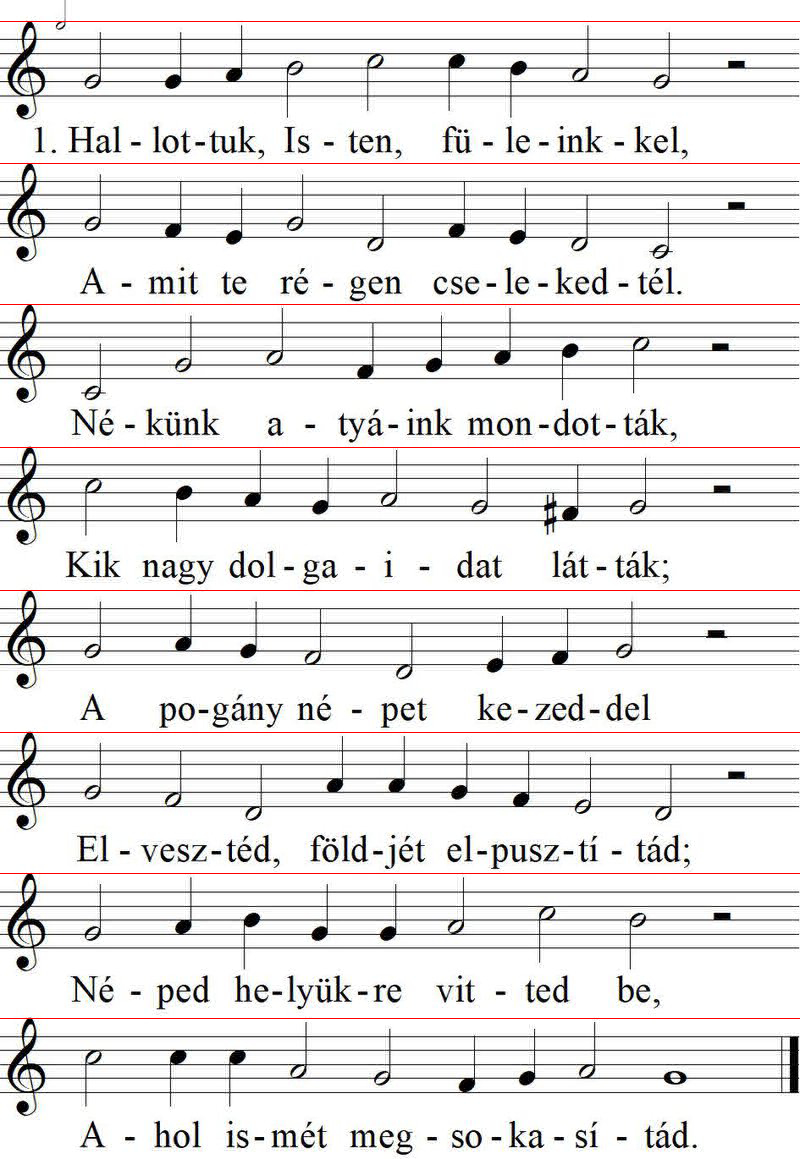 1. Hal - lot - tuk, Is - ten, fü - le - ink - kel,
A - mit te ré - gen cse - le - ked - tél.
Né - künk a - tyá - ink mon - dot - ták,
Kik nagy dol - ga - i - dat lát - ták;
A po - gány né - pet ke - zed - del
El - vesz - téd, föld - jét el - pusz - tí - tád;
Né - ped he - lyük - re vit - ted be,
A - hol is - mét meg - so - ka - sí - tád.